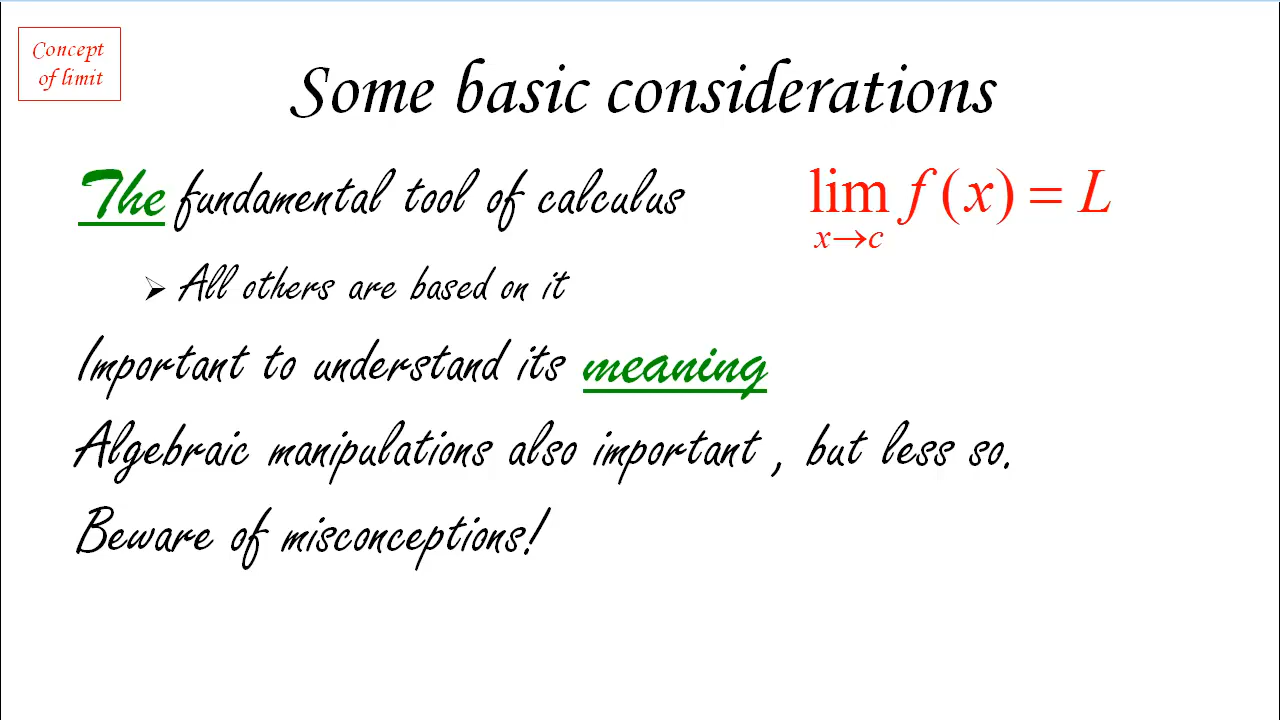 Concept
of limit
Some basic considerations
The fundamental tool of calculus
lim f(x) = L
x→c
➢ All others are based on it
Important to understand its meaning
Algebraic manipulations also important , but less so.
Beware of misconceptions!